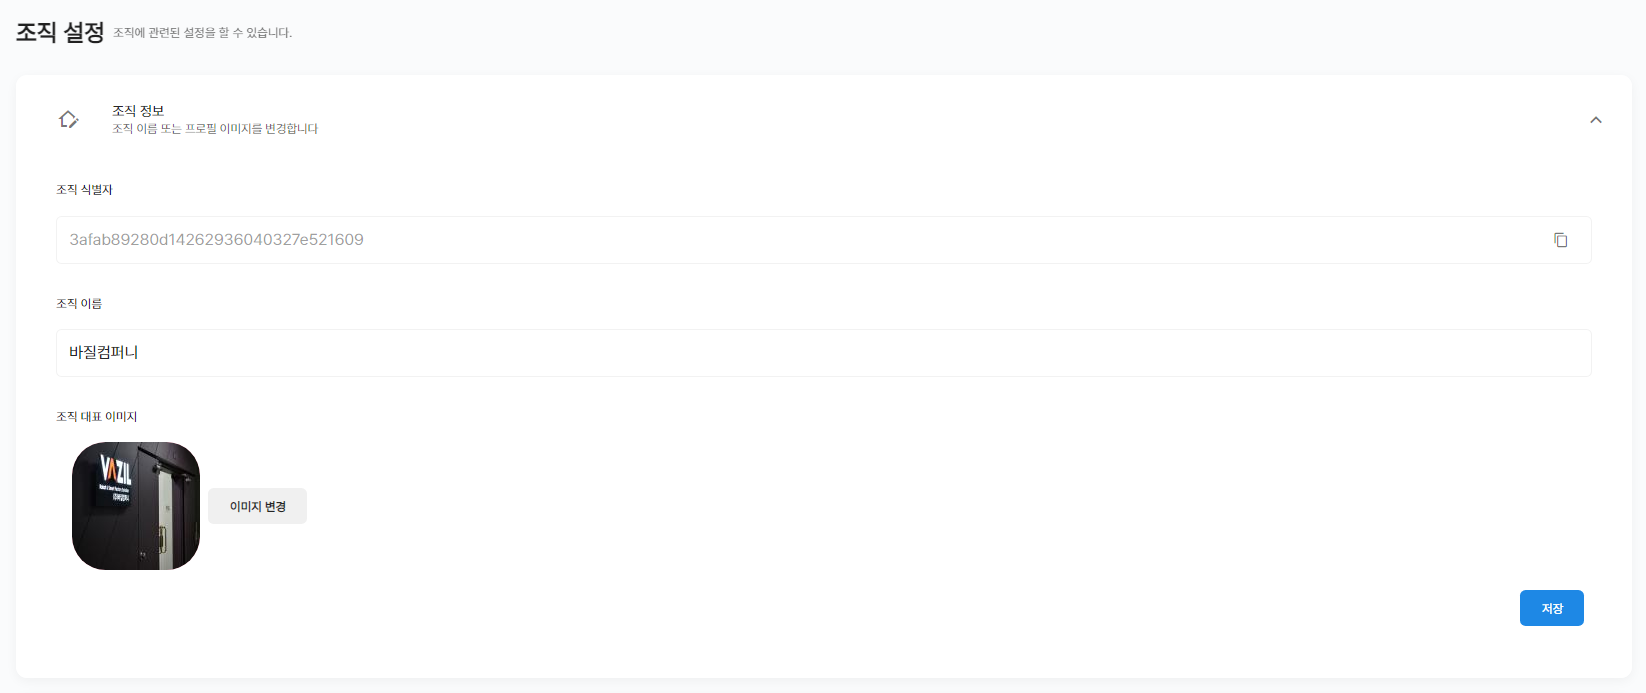 조직 설정 조직에 관련된 설정을 할 수 있습니다.
조직 정보
조직 이름 또는 프로필 이미지를 변경합니다
조직 식별자
3afab89280d14262936040327e521609
조직 이름
바질컴퍼니
조직 대표 이미지
VAZIL
이미지 변경
저장